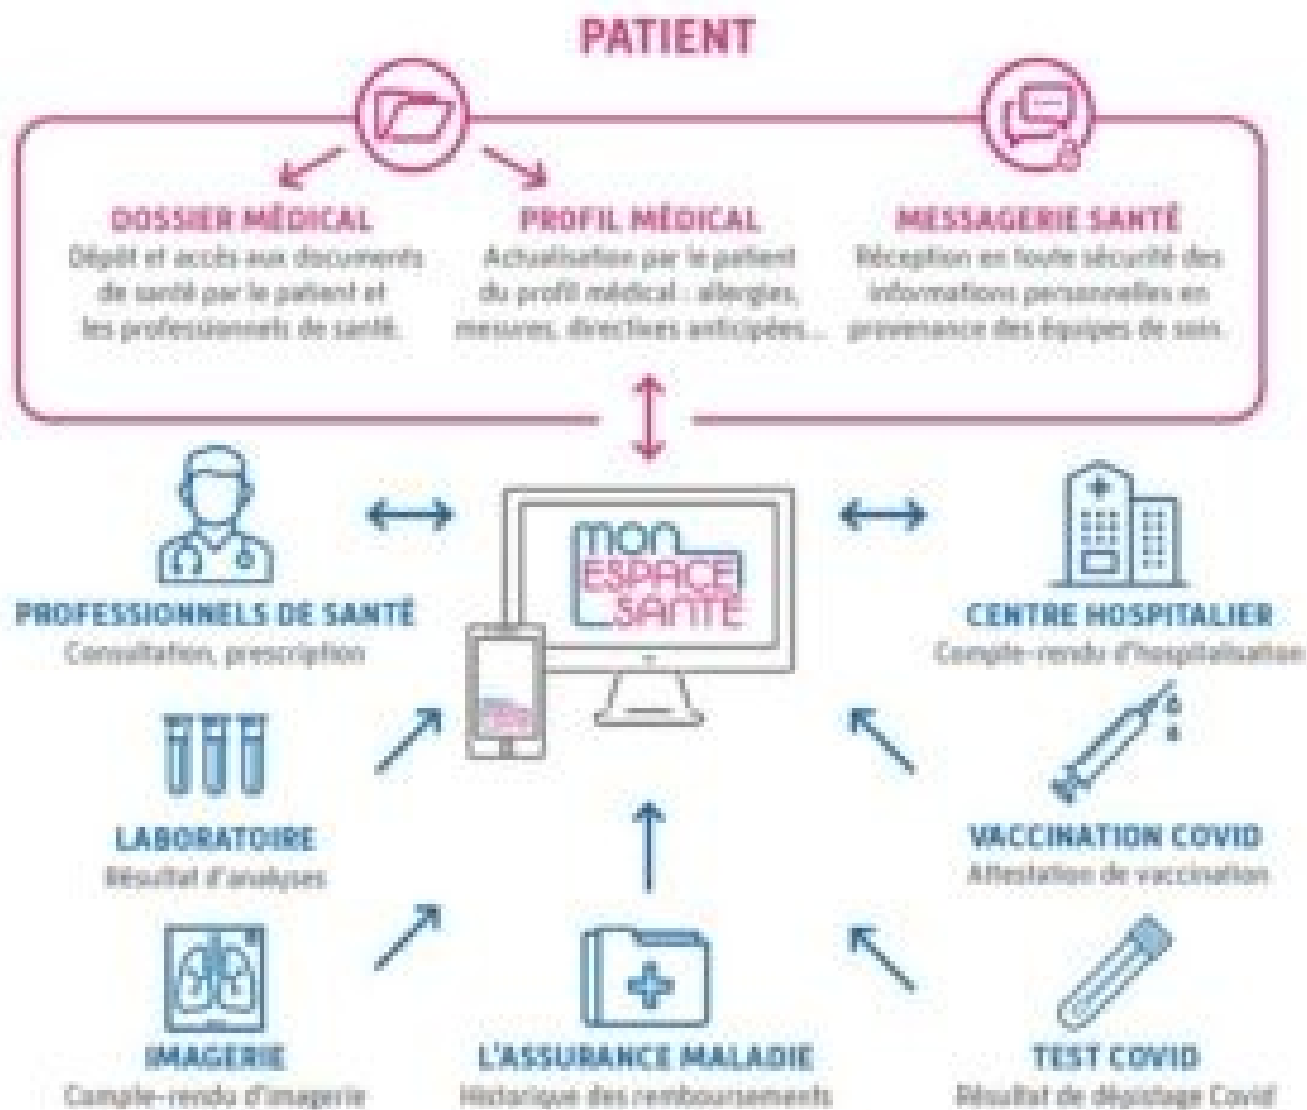 PATIENT
DOSSIER MÉDICAL
Dépôt et accès aux documents
de santé par le patient et
les professionnels de santé.
PROFIL MÉDICAL
Actualisation par le patient
du profil médical : allergies,
mesures, directives anticipées...
MESSAGERIE SANTÉ
Réception en toute sécurité des
informations personnelles en
provenance des équipes de soin.
mon
ESPACE
SANTÉ
PROFESSIONNELS DE SANTÉ
Consultation, prescription
CENTRE HOSPITALIER
Compte-rendu d'hospitalisation
LABORATOIRE
Résultat d'analyses
VACCINATION COVID
Attestation de vaccination
IMAGERIE
Compte-rendu d'imagerie
L'ASSURANCE MALADIE
Historique des remboursements
TEST COVID
Résultat de dépistage Covid